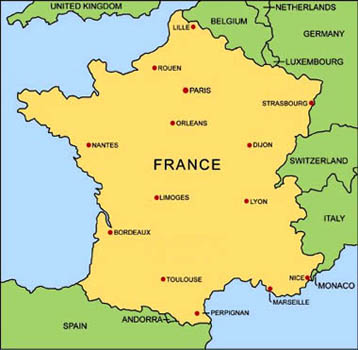 UNITED KINGDOM
NETHERLANDS
LILLE
BELGIUM
GERMANY
LUXEMBOURG
ROUEN
PARIS
STRASBOURG
ORLEANS
NANTES
DIJON
FRANCE
SWITZERLAND
LIMOGES
LYON
ITALY
BORDEAUX
TOULOUSE
NICE
MONACO
MARSEILLE
PERPIGNAN
ANDORRA
SPAIN